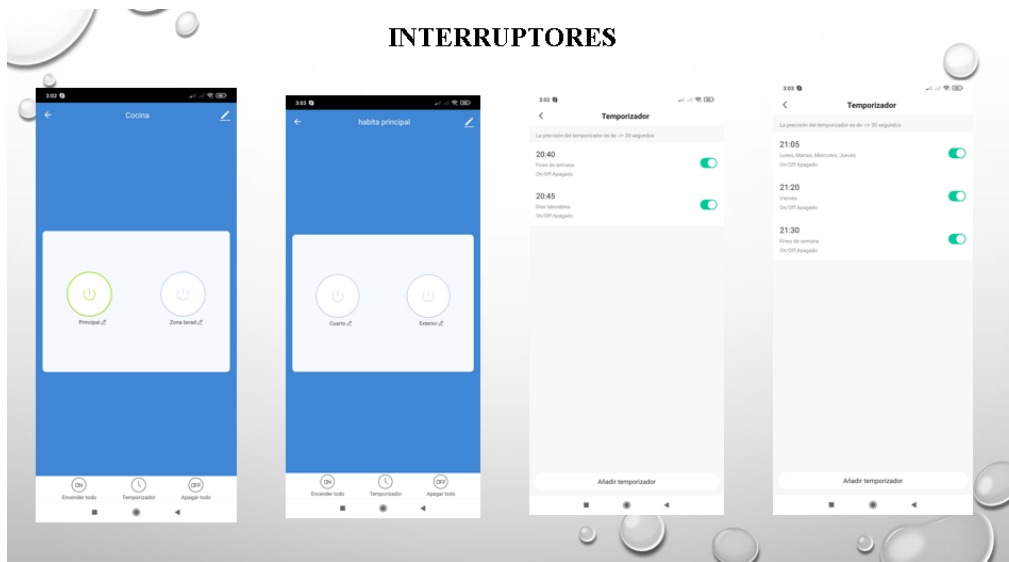 INTERRUPTORES
3:02
Cocina
Principal
Zona lavad
ON
OFF
Encender todo
Temporizador
Apagar todo
3:03
habita principal
Cuarto
Exterior
ON
OFF
Encender todo
Temporizador
Apagar todo
3:02
Temporizador
La precisión del temporizador es de -/+ 30 segundos
20:40
Fines de semana
On/Off:Apagado
20:45
Días laborables
On/Off:Apagado
Añadir temporizador
3:03
Temporizador
La precisión del temporizador es de -/+ 30 segundos
21:05
Lunes, Martes, Miércoles, Jueves
On/Off:Apagado
21:20
Viernes
On/Off:Apagado
21:30
Fines de semana
On/Off:Apagado
Añadir temporizador